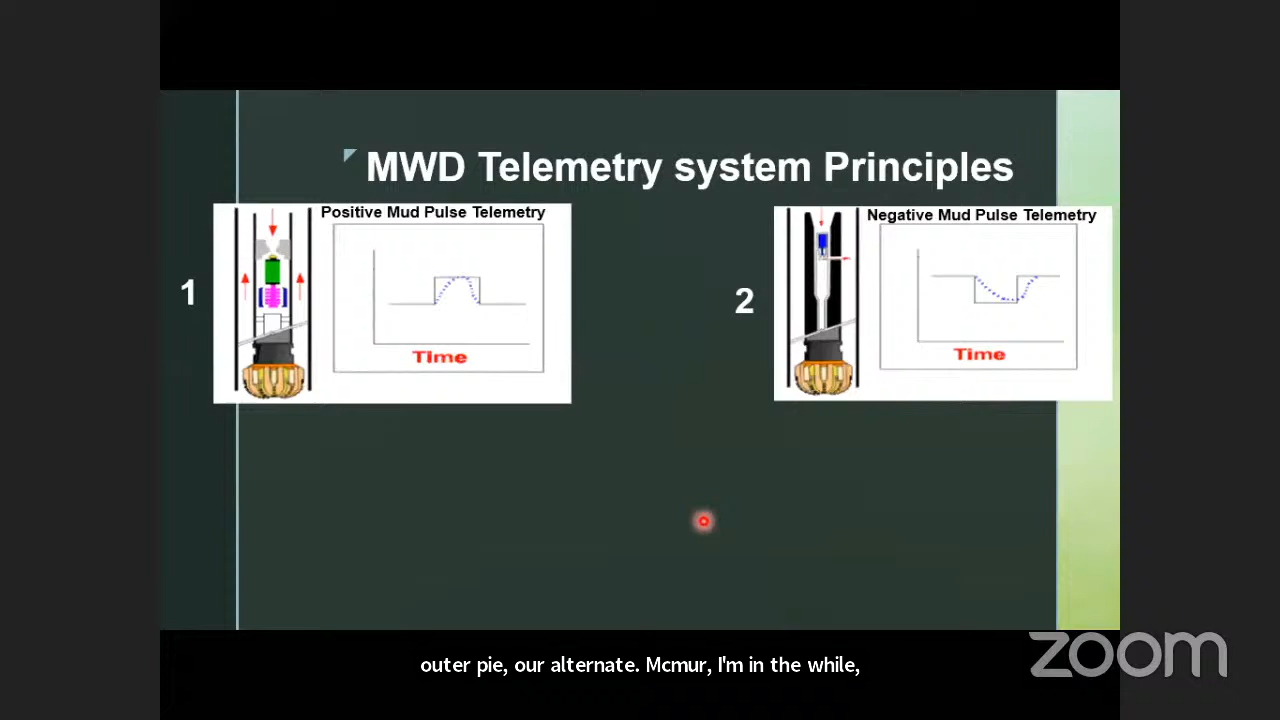 MWD Telemetry system Principles
Positive Mud Pulse Telemetry
Negative Mud Pulse Telemetry
1
2
Time
Time
outer pie, our alternate. Mcmur, I'm in the while,
zoom